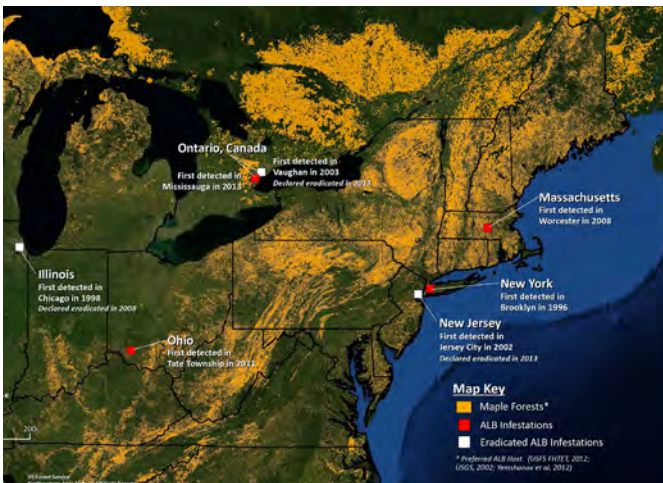 Ontario, Canada
First detected in
Vaughan in 2003
Declared eradicated in 2013
First detected in
Mississauga in 2013
Massachusetts
First detected in
Worcester in 2008
Illinois
First detected in
Chicago in 1998
Declared eradicated in 2008
New York
First detected in
Brooklyn in 1996
New Jersey
First detected in
Jersey City in 2002
Declared eradicated in 2013
Ohio
First detected in
Tate Township in 2011
Map Key
Maple Forests*
ALB Infestations
Eradicated ALB Infestations
* Preferred ALB Host. (USFS FHTET, 2012;
USGS, 2002; Yemshanov et al. 2012)
200
US Forest Service